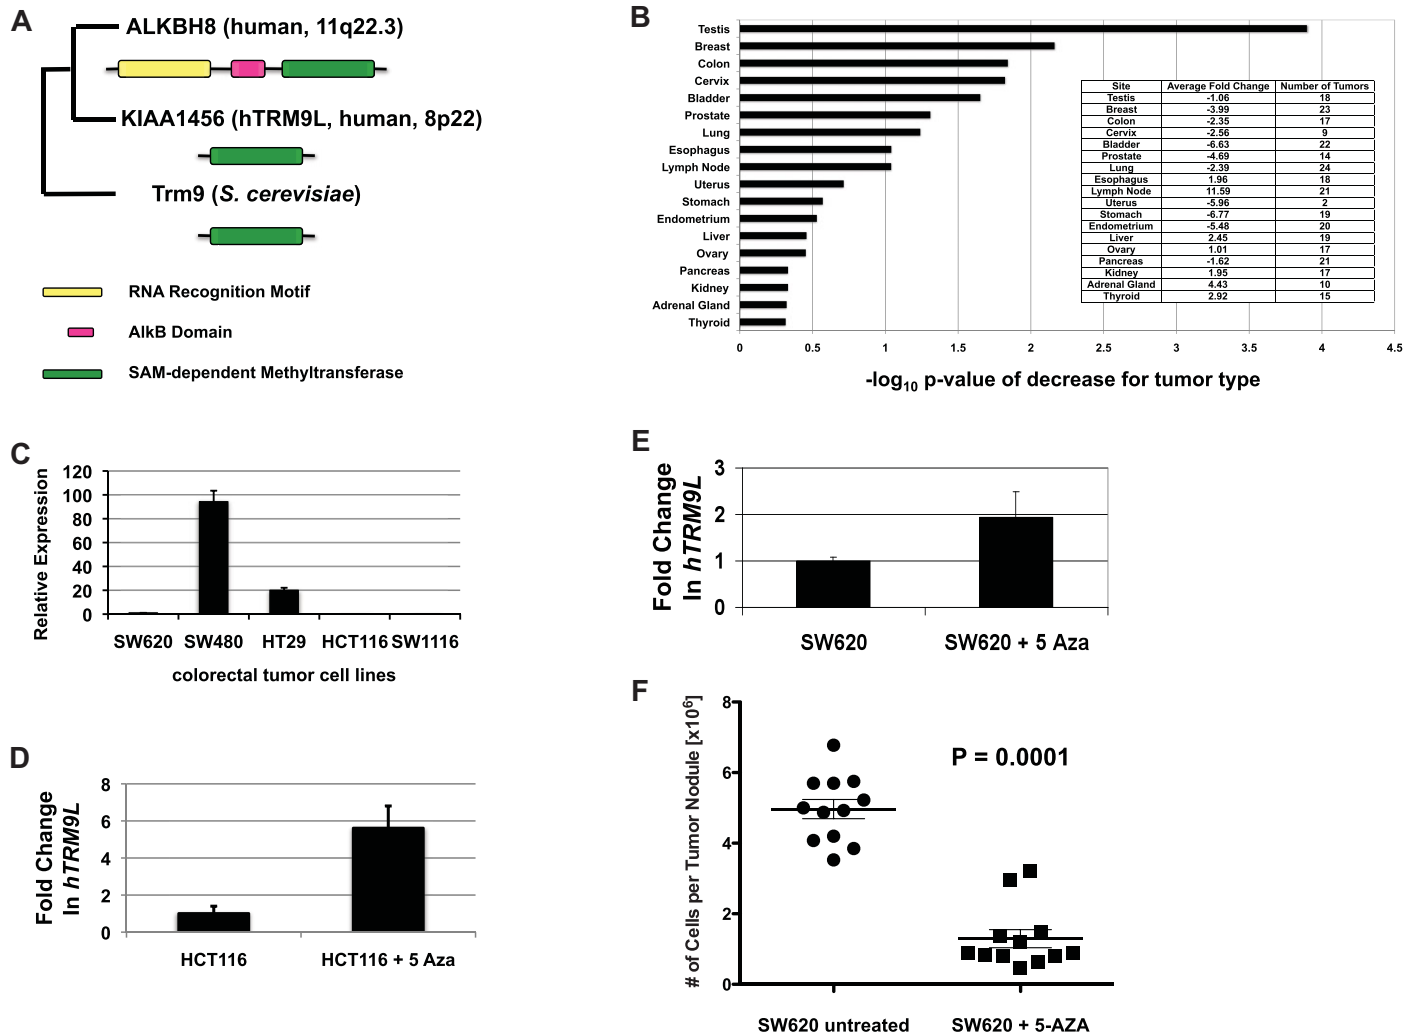 A
ALKBH8 (human, 11q22.3)
KIAA1456 (hTRM9L, human, 8p22)
Trm9 (S. cerevisiae)
RNA Recognition Motif
AlkB Domain
SAM-dependent Methyltransferase
B
Testis
Breast
Colon
Cervix
Bladder
Prostate
Lung
Esophagus
Lymph Node
Uterus
Stomach
Endometrium
Liver
Ovary
Pancreas
Kidney
Adrenal Gland
Thyroid
0 0.5 1 1.5 2 2.5 3 3.5 4 4.5
-log10 p-value of decrease for tumor type
Site Average Fold Change Number of Tumors
Testis -1.06 18
Breast -3.99 23
Colon -2.35 17
Cervix -2.56 9
Bladder -6.63 22
Prostate -4.69 14
Lung -2.39 24
Esophagus 1.96 18
Lymph Node 11.59 21
Uterus -5.96 2
Stomach -6.77 19
Endometrium -5.48 20
Liver 2.45 19
Ovary 1.01 17
Pancreas -1.62 21
Kidney 1.95 17
Adrenal Gland 4.43 10
Thyroid 2.92 15
C
Relative Expression
120
100
80
60
40
20
0
SW620 SW480 HT29 HCT116 SW1116
colorectal tumor cell lines
D
Fold Change
In hTRM9L
8
6
4
2
0
HCT116 HCT116 + 5 Aza
E
Fold Change
In hTRM9L
3
2
1
0
SW620 SW620 + 5 Aza
F
# of Cells per Tumor Nodule [x10⁶]
8
6
4
2
0
P = 0.0001
SW620 untreated SW620 + 5-AZA